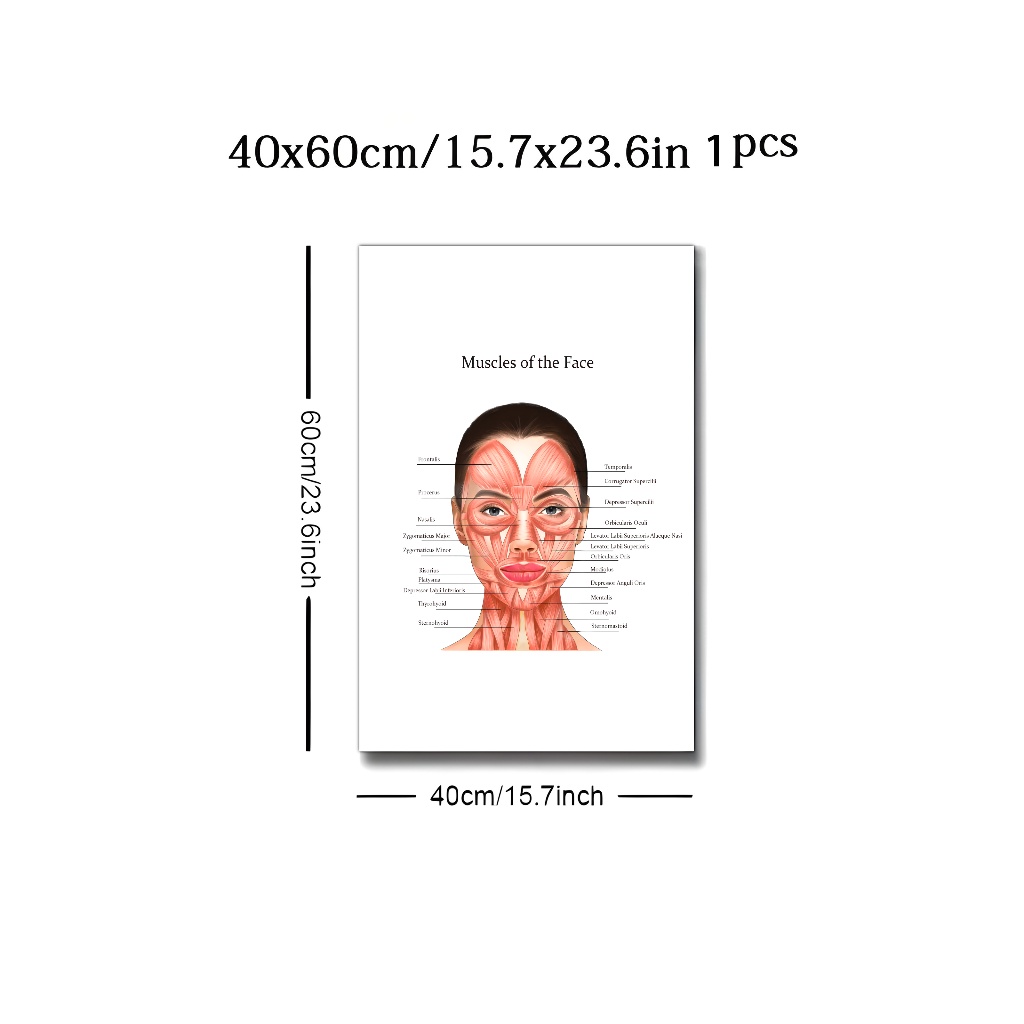 40x60cm/15.7x23.6in 1pcs
60cm/23.6inch
Muscles of the Face
Frontalis
Procerus
Nasalis
Zygomaticus Major
Zygomaticus Minor
Risorius
Platysma
Depressor Labii Inferioris
Thyrohyoid
Sternohyoid
Temporalis
Corrugator Supercilii
Depressor Supercilii
Orbicularis Oculi
Levator Labii Superioris Alaeque Nasi
Levator Labii Superioris
Orbicularis Oris
Modiolus
Depressor Anguli Oris
Mentalis
Omohyoid
Sternomastoid
40cm/15.7inch